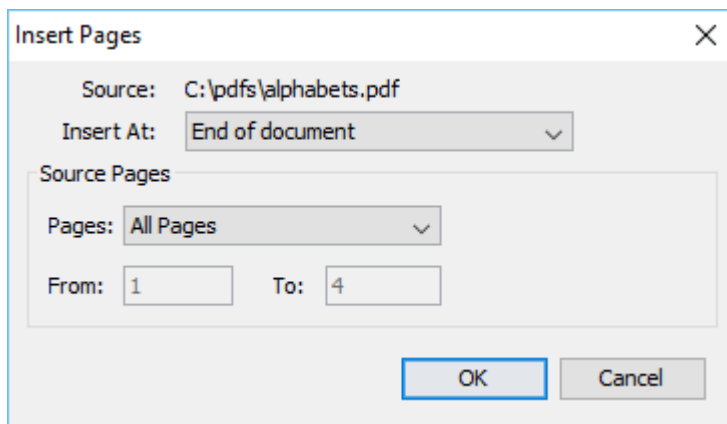 Insert Pages
Source: C:\pdfs\alphabets.pdf
Insert At: End of document
Source Pages
Pages: All Pages
From: 1 To: 4
OK Cancel